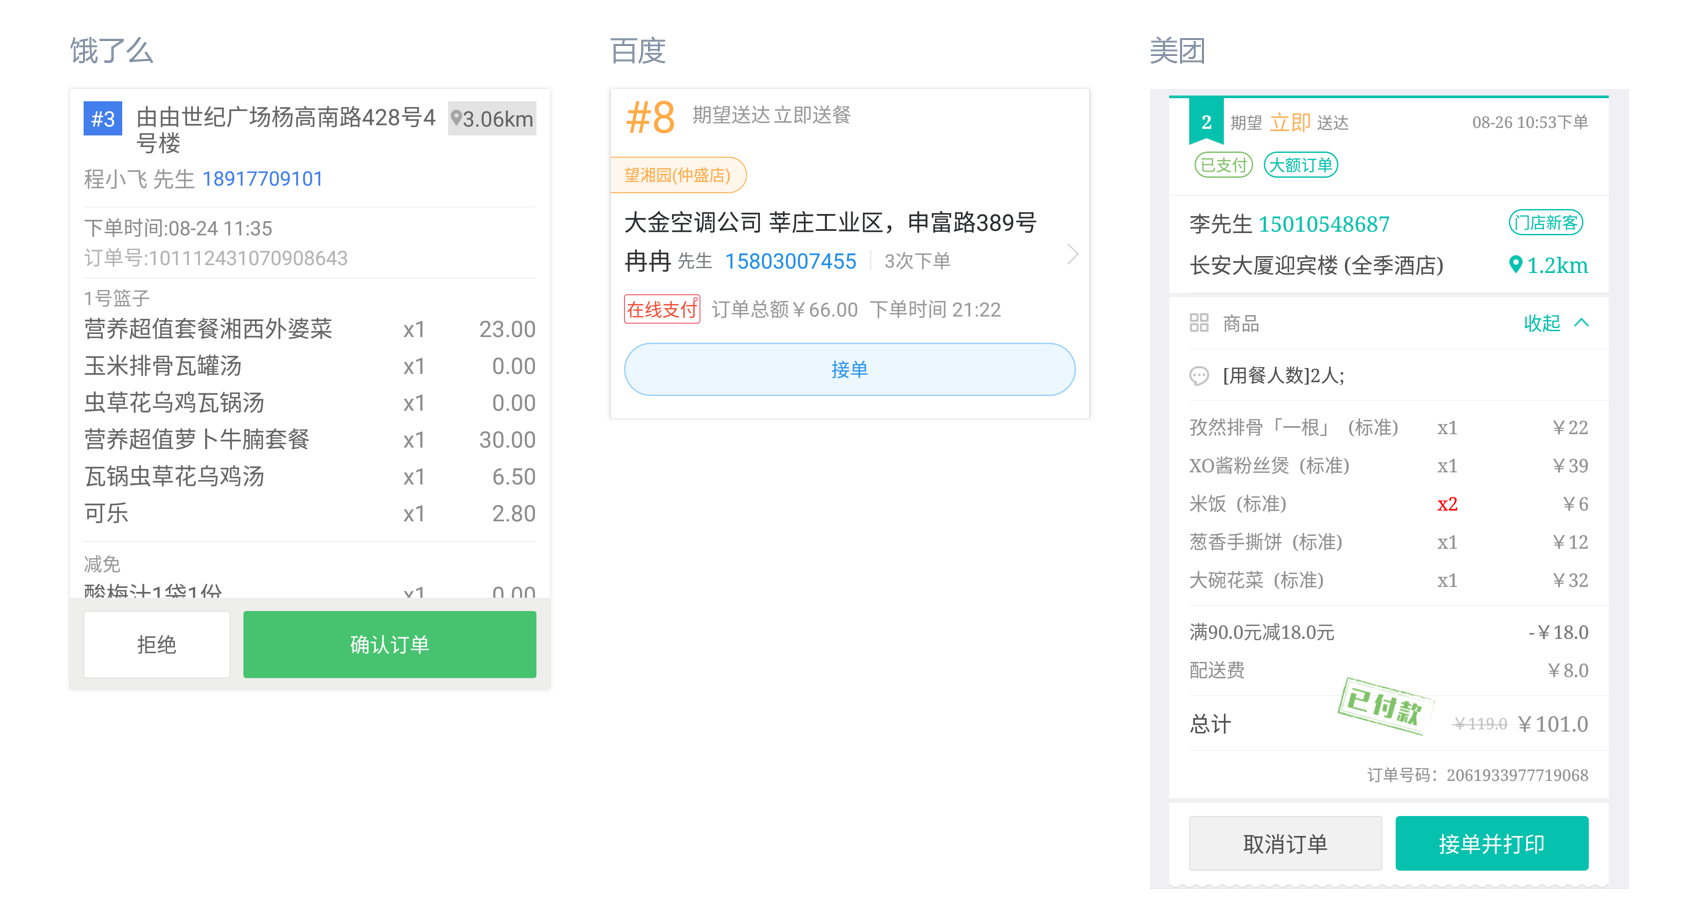 饿了么
#3 由由世纪广场杨高南路428号4号楼 3.06km
程小飞 先生 18917709101
下单时间:08-24 11:35
订单号:101112431070908643
1号篮子
营养超值套餐湘西外婆菜 x1 23.00
玉米排骨瓦罐汤 x1 0.00
虫草花乌鸡瓦锅汤 x1 0.00
营养超值萝卜牛腩套餐 x1 30.00
瓦锅虫草花乌鸡汤 x1 6.50
可乐 x1 2.80
减免
酸梅汁1袋1份 x1 0.00
拒绝 确认订单
百度
#8 期望送达 立即送餐
望湘园(仲盛店)
大金空调公司 莘庄工业区，申富路389号
冉冉 先生 15803007455 3次下单
在线支付 订单总额￥66.00 下单时间 21:22
接单
美团
2 期望 立即 送达 08-26 10:53下单
已支付 大额订单
李先生 15010548687 门店新客
长安大厦迎宾楼 (全季酒店) 1.2km
商品 收起
[用餐人数]2人;
孜然排骨「一根」 (标准) x1 ￥22
XO酱粉丝煲 (标准) x1 ￥39
米饭 (标准) x2 ￥6
葱香手撕饼 (标准) x1 ￥12
大碗花菜 (标准) x1 ￥32
满90.0元减18.0元 -￥18.0
配送费 ￥8.0
已付款
总计 ￥119.0 ￥101.0
订单号码：2061933977719068
取消订单 接单并打印